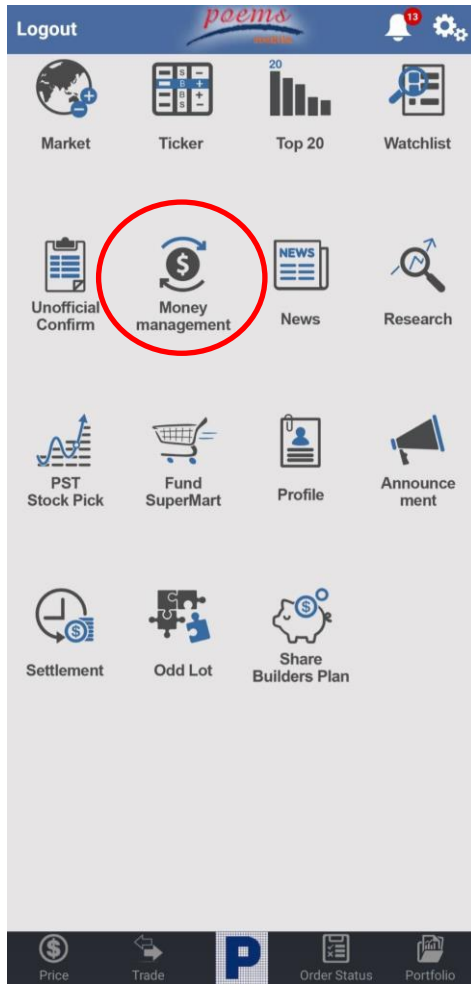 Logout
poems
mobile
13
Market
Ticker
20
Top 20
Watchlist
S
B
B
S
Unofficial
Confirm
$
Money
management
NEWS
News
Research
PST
Stock Pick
Fund
SuperMart
Profile
Announce
ment
$
Settlement
Odd Lot
$
Share
Builders Plan
$
Price
Trade
P
Order Status
Portfolio